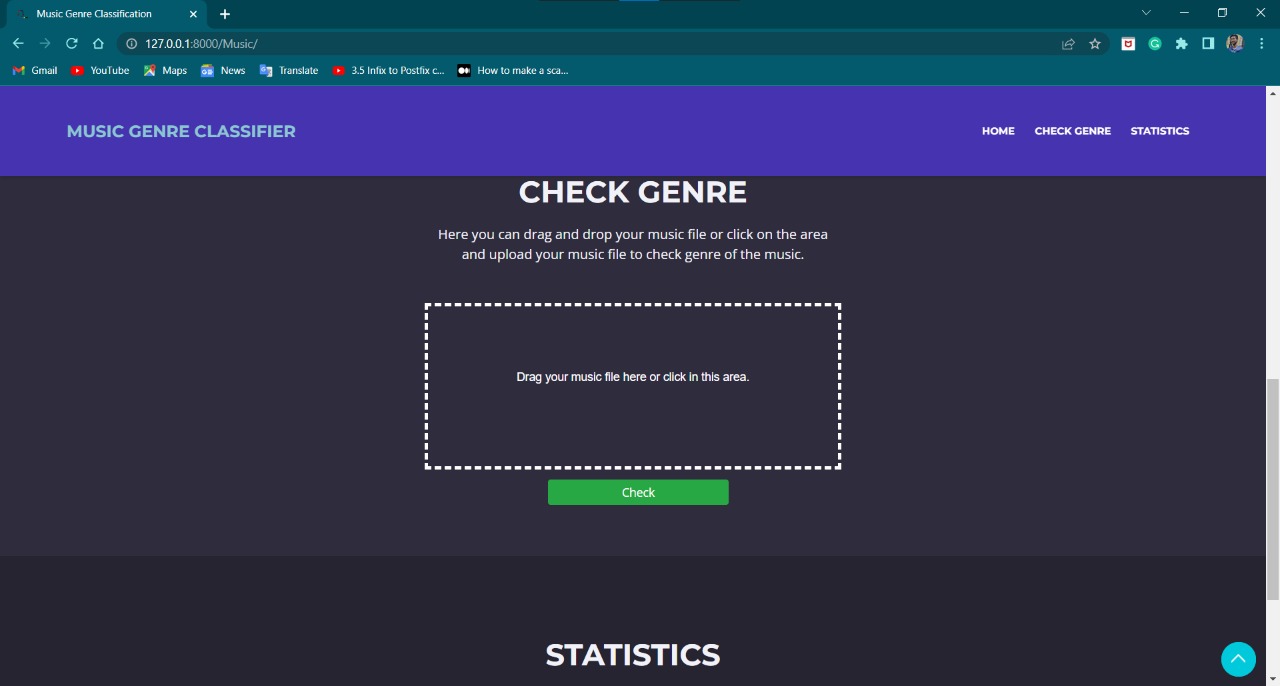 Music Genre Classification
127.0.0.1:8000/Music/
Gmail YouTube Maps News Translate 3.5 Infix to Postfix c... How to make a sca...
MUSIC GENRE CLASSIFIER HOME CHECK GENRE STATISTICS
CHECK GENRE
Here you can drag and drop your music file or click on the area
and upload your music file to check genre of the music.
Drag your music file here or click in this area.
Check
STATISTICS